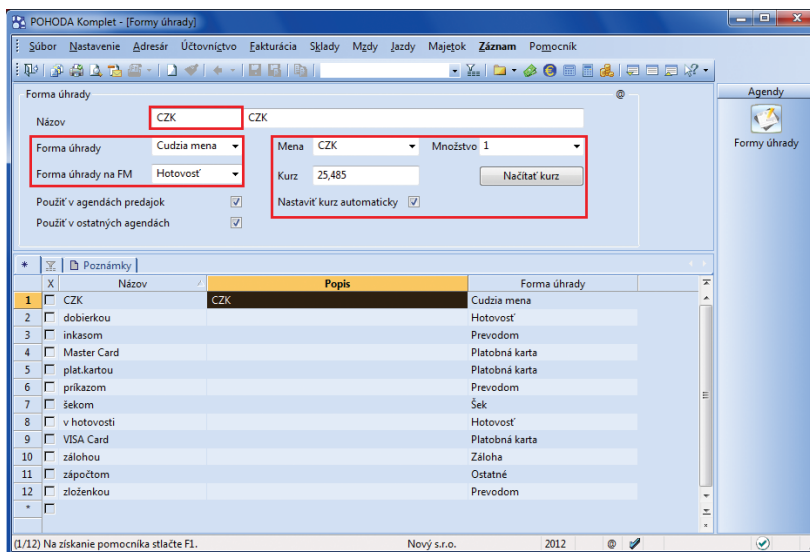 POHODA Komplet - [Formy úhrady]
Súbor Nastavenie Adresár Účtovníctvo Fakturácia Sklady Mzdy Jazdy Majetok Záznam Pomocník
Forma úhrady @
Názov CZK CZK
Forma úhrady Cudzia mena Mena CZK Množstvo 1
Forma úhrady na FM Hotovosť Kurz 25,485 Načítať kurz
Použiť v agendách predajok Nastaviť kurz automaticky
Použiť v ostatných agendách
Agendy
Formy úhrady
* Poznámky
X Názov Popis Forma úhrady
1 CZK CZK Cudzia mena
2 dobierkou Hotovosť
3 inkasom Prevodom
4 Master Card Platobná karta
5 plat.kartou Platobná karta
6 príkazom Prevodom
7 šekom Šek
8 v hotovosti Hotovosť
9 VISA Card Platobná karta
10 zálohou Záloha
11 zápočtom Ostatné
12 zloženkou Prevodom
*
(1/12) Na získanie pomocníka stlačte F1. Nový s.r.o. 2012 @